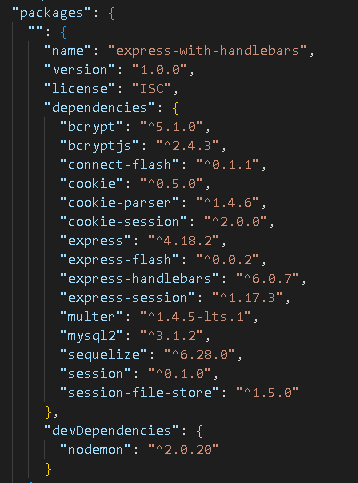 "packages": {
"": {
"name": "express-with-handlebars",
"version": "1.0.0",
"license": "ISC",
"dependencies": {
"bcrypt": "^5.1.0",
"bcryptjs": "^2.4.3",
"connect-flash": "^0.1.1",
"cookie": "^0.5.0",
"cookie-parser": "^1.4.6",
"cookie-session": "^2.0.0",
"express": "^4.18.2",
"express-flash": "^0.0.2",
"express-handlebars": "^6.0.7",
"express-session": "^1.17.3",
"multer": "^1.4.5-lts.1",
"mysql2": "^3.1.2",
"sequelize": "^6.28.0",
"session": "^0.1.0",
"session-file-store": "^1.5.0"
},
"devDependencies": {
"nodemon": "^2.0.20"
}